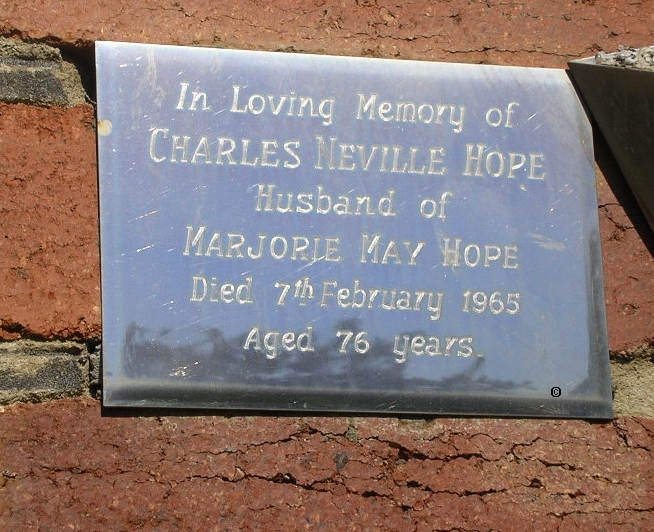 In Loving Memory of
CHARLES NEVILLE HOPE
Husband of
MARJORIE MAY HOPE
Died 7th February 1965
Aged 76 years.
©